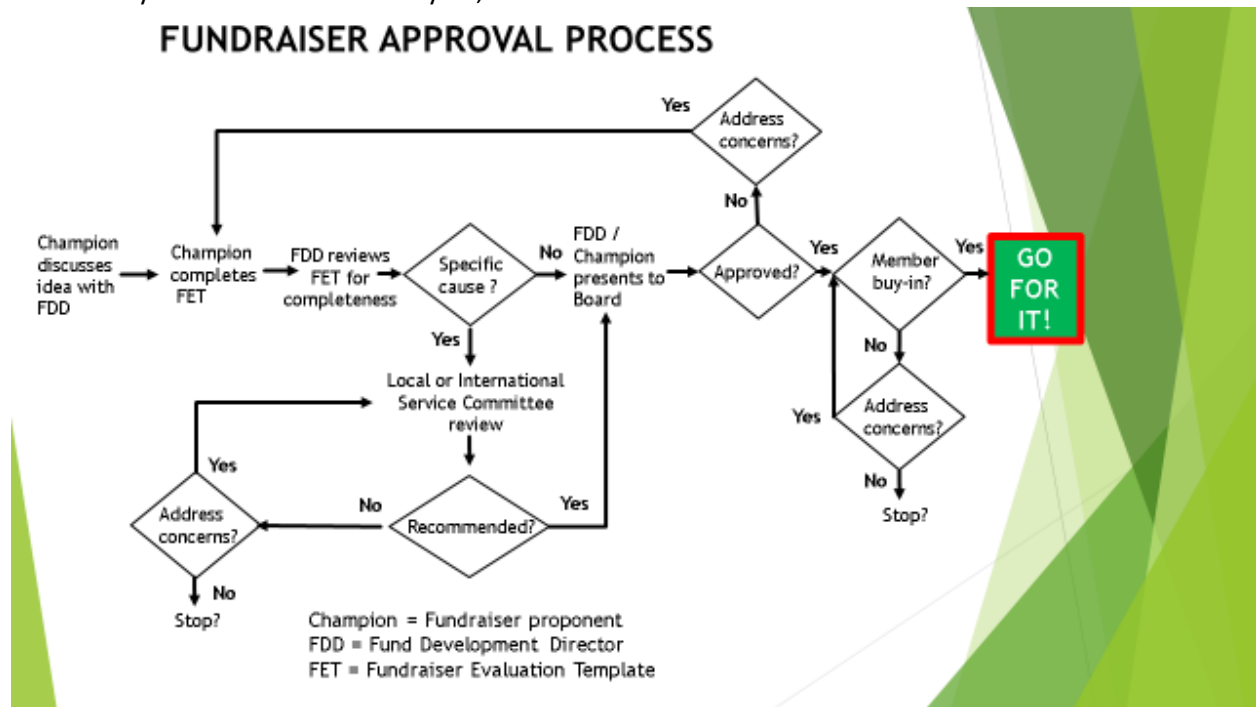 FUNDRAISER APPROVAL PROCESS
Yes
Address
concerns?
No
Champion
discusses
idea with
FDD
Champion
completes
FET
FDD reviews
FET for
completeness
Specific
cause ?
No
FDD /
Champion
presents to
Board
Approved?
Yes
Member
buy-in?
Yes
GO
FOR
IT!
Yes
No
Local or International
Service Committee
review
Yes
Address
concerns?
Yes
No
Address
concerns?
No
Recommended?
Yes
No
Stop?
No
Stop?
Champion = Fundraiser proponent
FDD = Fund Development Director
FET = Fundraiser Evaluation Template